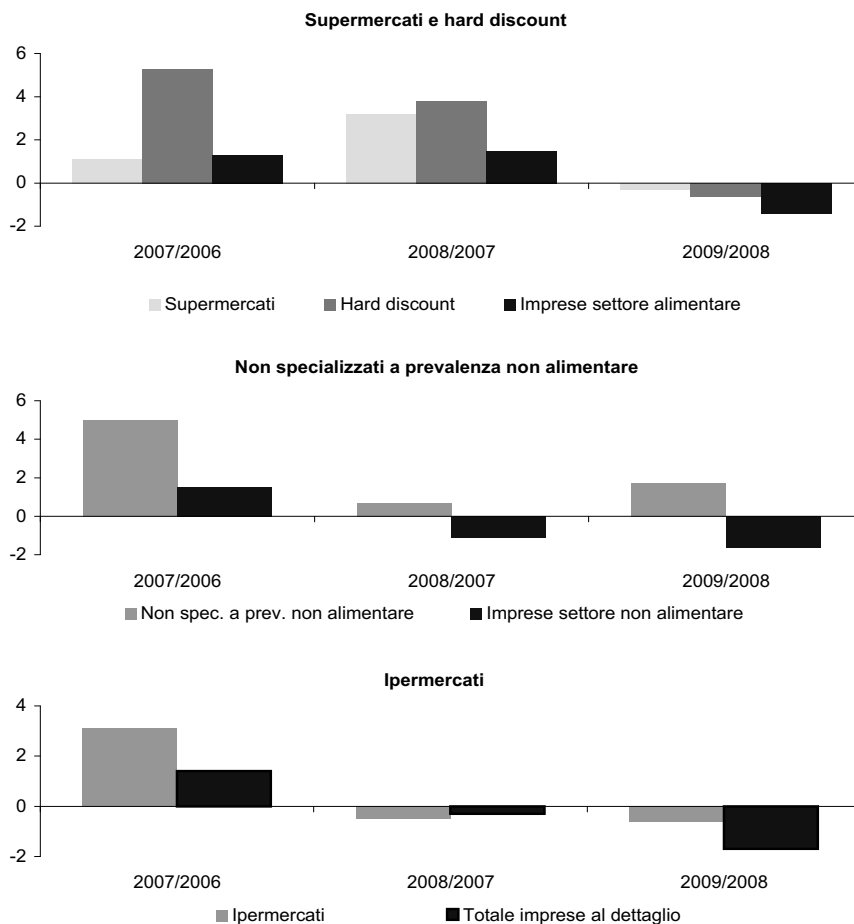 Supermercati e hard discount
6
4
2
0
-2
2007/2006 2008/2007 2009/2008
Supermercati Hard discount Imprese settore alimentare
Non specializzati a prevalenza non alimentare
6
4
2
0
-2
2007/2006 2008/2007 2009/2008
Non spec. a prev. non alimentare Imprese settore non alimentare
Ipermercati
4
2
0
-2
2007/2006 2008/2007 2009/2008
Ipermercati Totale imprese al dettaglio